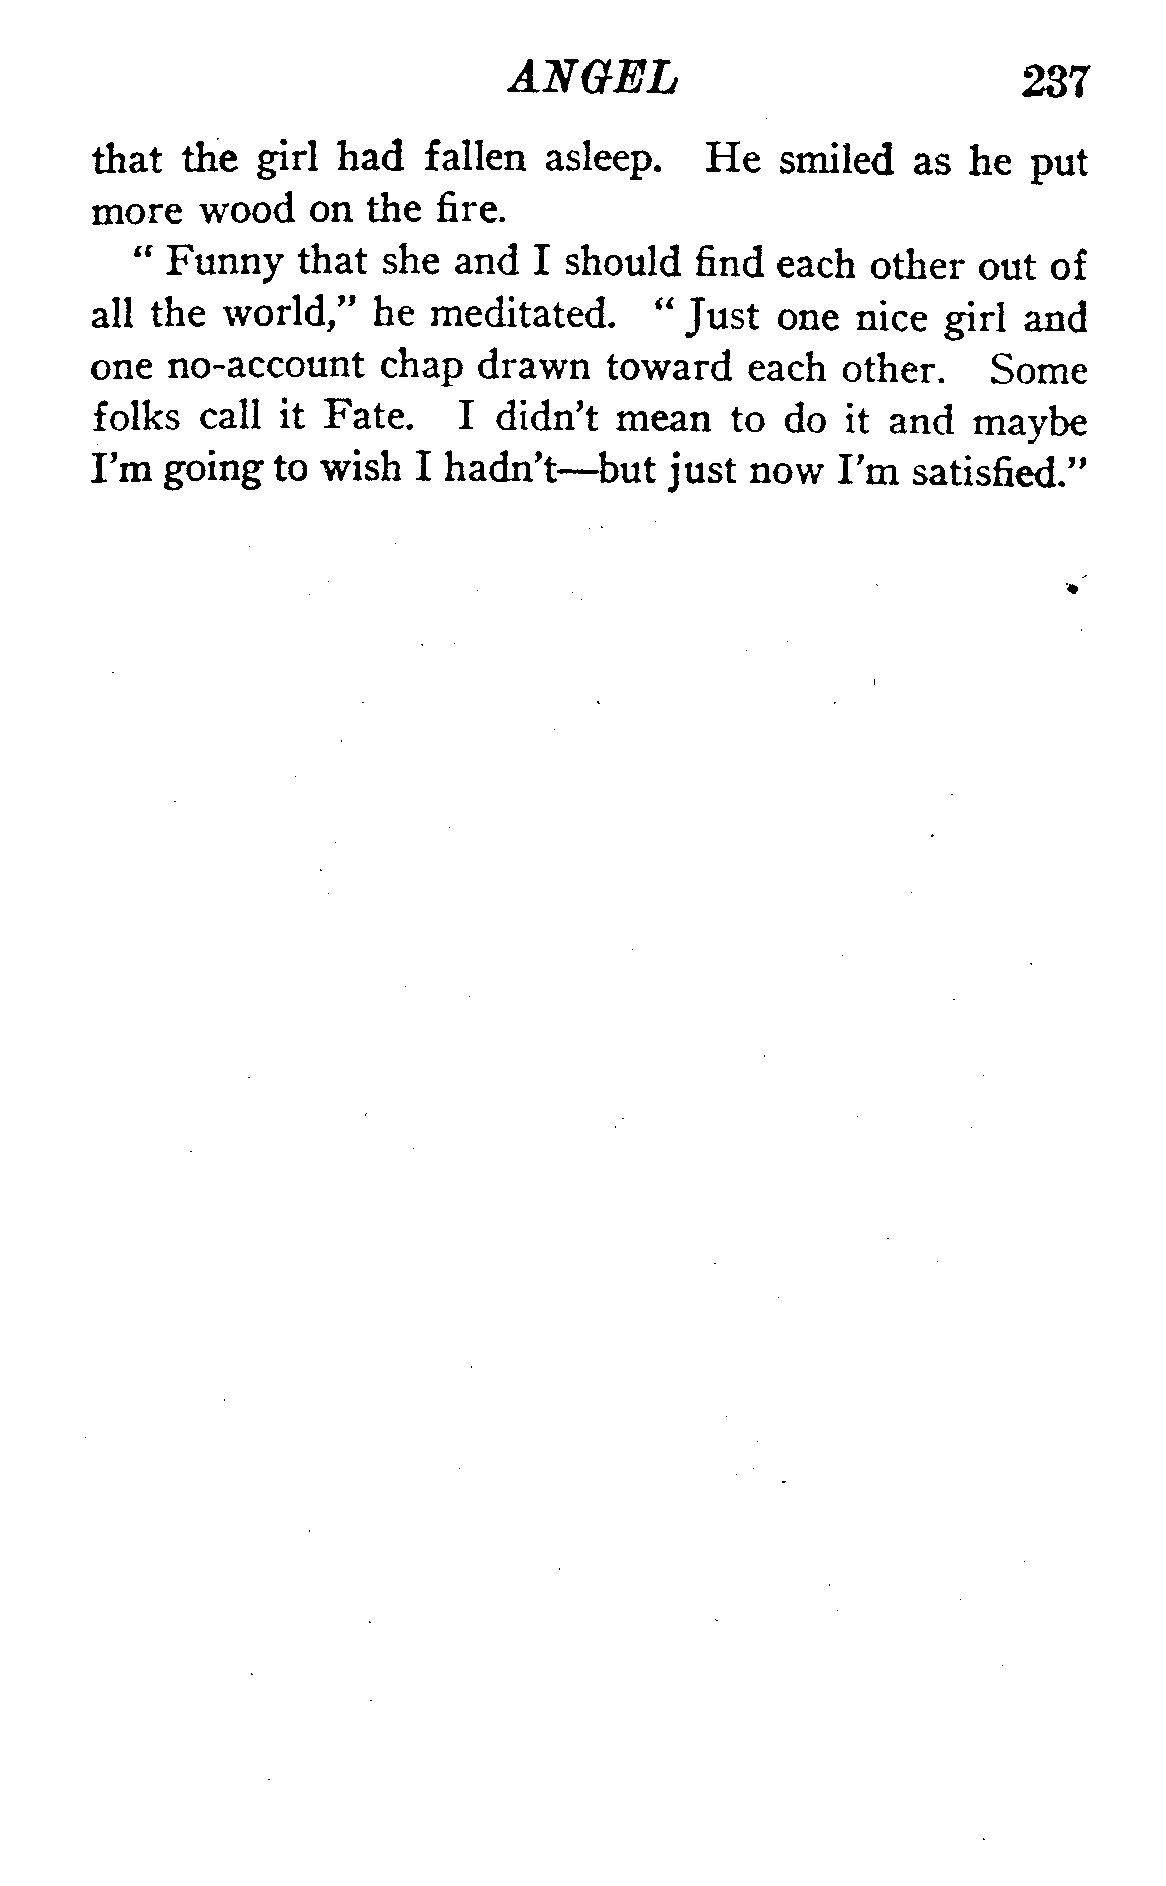 ANGEL 237
that the girl had fallen asleep. He smiled as he put
more wood on the fire.
“ Funny that she and I should find each other out of
all the world,” he meditated. “ Just one nice girl and
one no-account chap drawn toward each other. Some
folks call it Fate. I didn’t mean to do it and maybe
I’m going to wish I hadn’t—but just now I’m satisfied.”